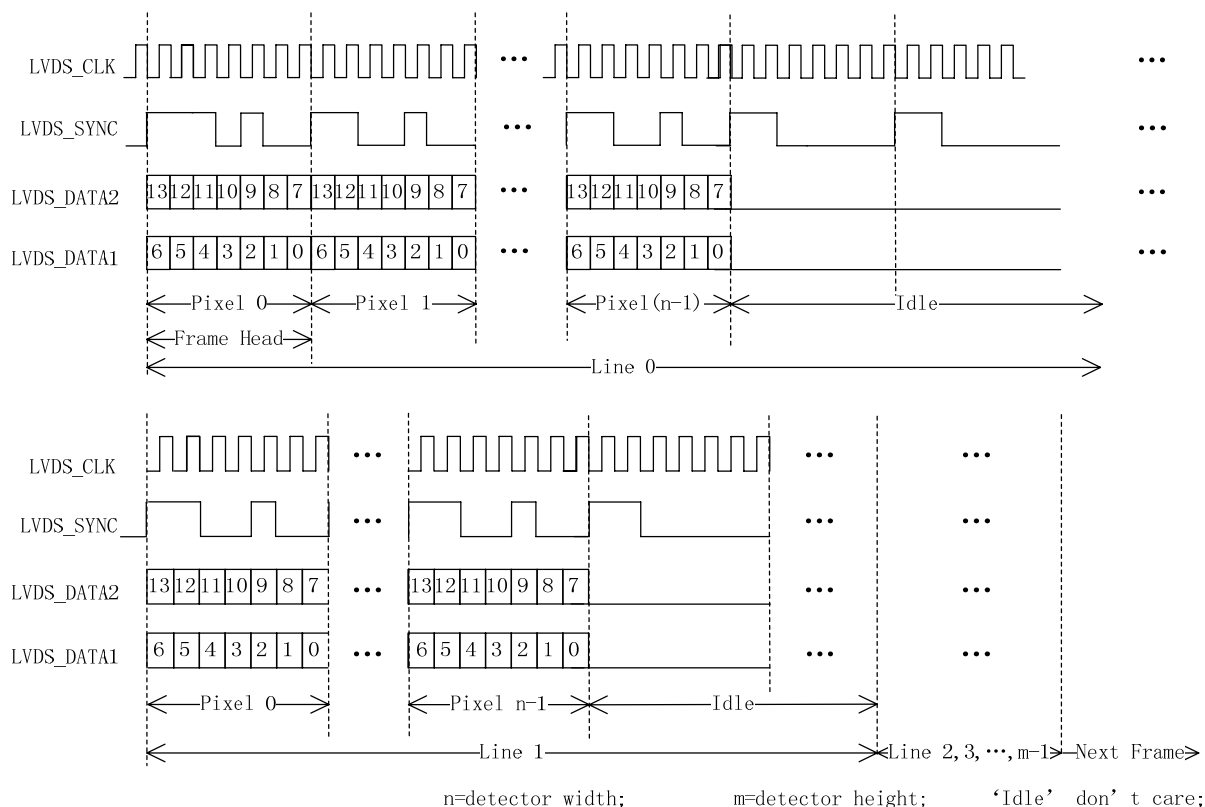 LVDS_CLK ••• •••
LVDS_SYNC ••• •••
LVDS_DATA2 13 12 11 10 9 8 7 13 12 11 10 9 8 7 ••• 13 12 11 10 9 8 7 •••
LVDS_DATA1 6 5 4 3 2 1 0 6 5 4 3 2 1 0 ••• 6 5 4 3 2 1 0 •••
Pixel 0 Pixel 1 Pixel(n-1) Idle
Frame Head
Line 0
LVDS_CLK ••• ••• •••
LVDS_SYNC ••• ••• •••
LVDS_DATA2 13 12 11 10 9 8 7 ••• 13 12 11 10 9 8 7 ••• •••
LVDS_DATA1 6 5 4 3 2 1 0 ••• 6 5 4 3 2 1 0 ••• •••
Pixel 0 Pixel n-1 Idle
Line 1 Line 2,3,…,m-1 Next Frame
n=detector width; m=detector height; ‘Idle’ don’t care;